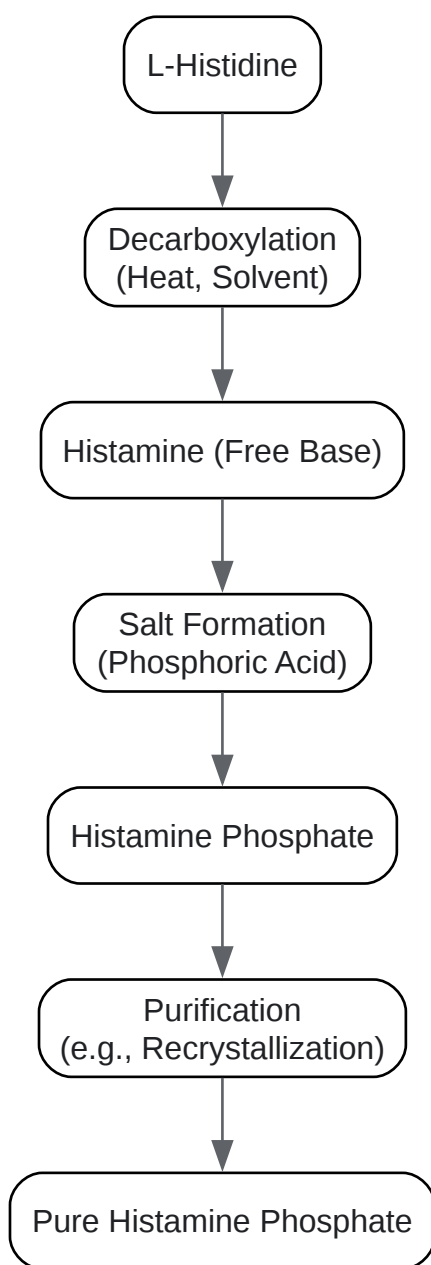 L-Histidine
Decarboxylation
(Heat, Solvent)
Histamine (Free Base)
Salt Formation
(Phosphoric Acid)
Histamine Phosphate
Purification
(e.g., Recrystallization)
Pure Histamine Phosphate